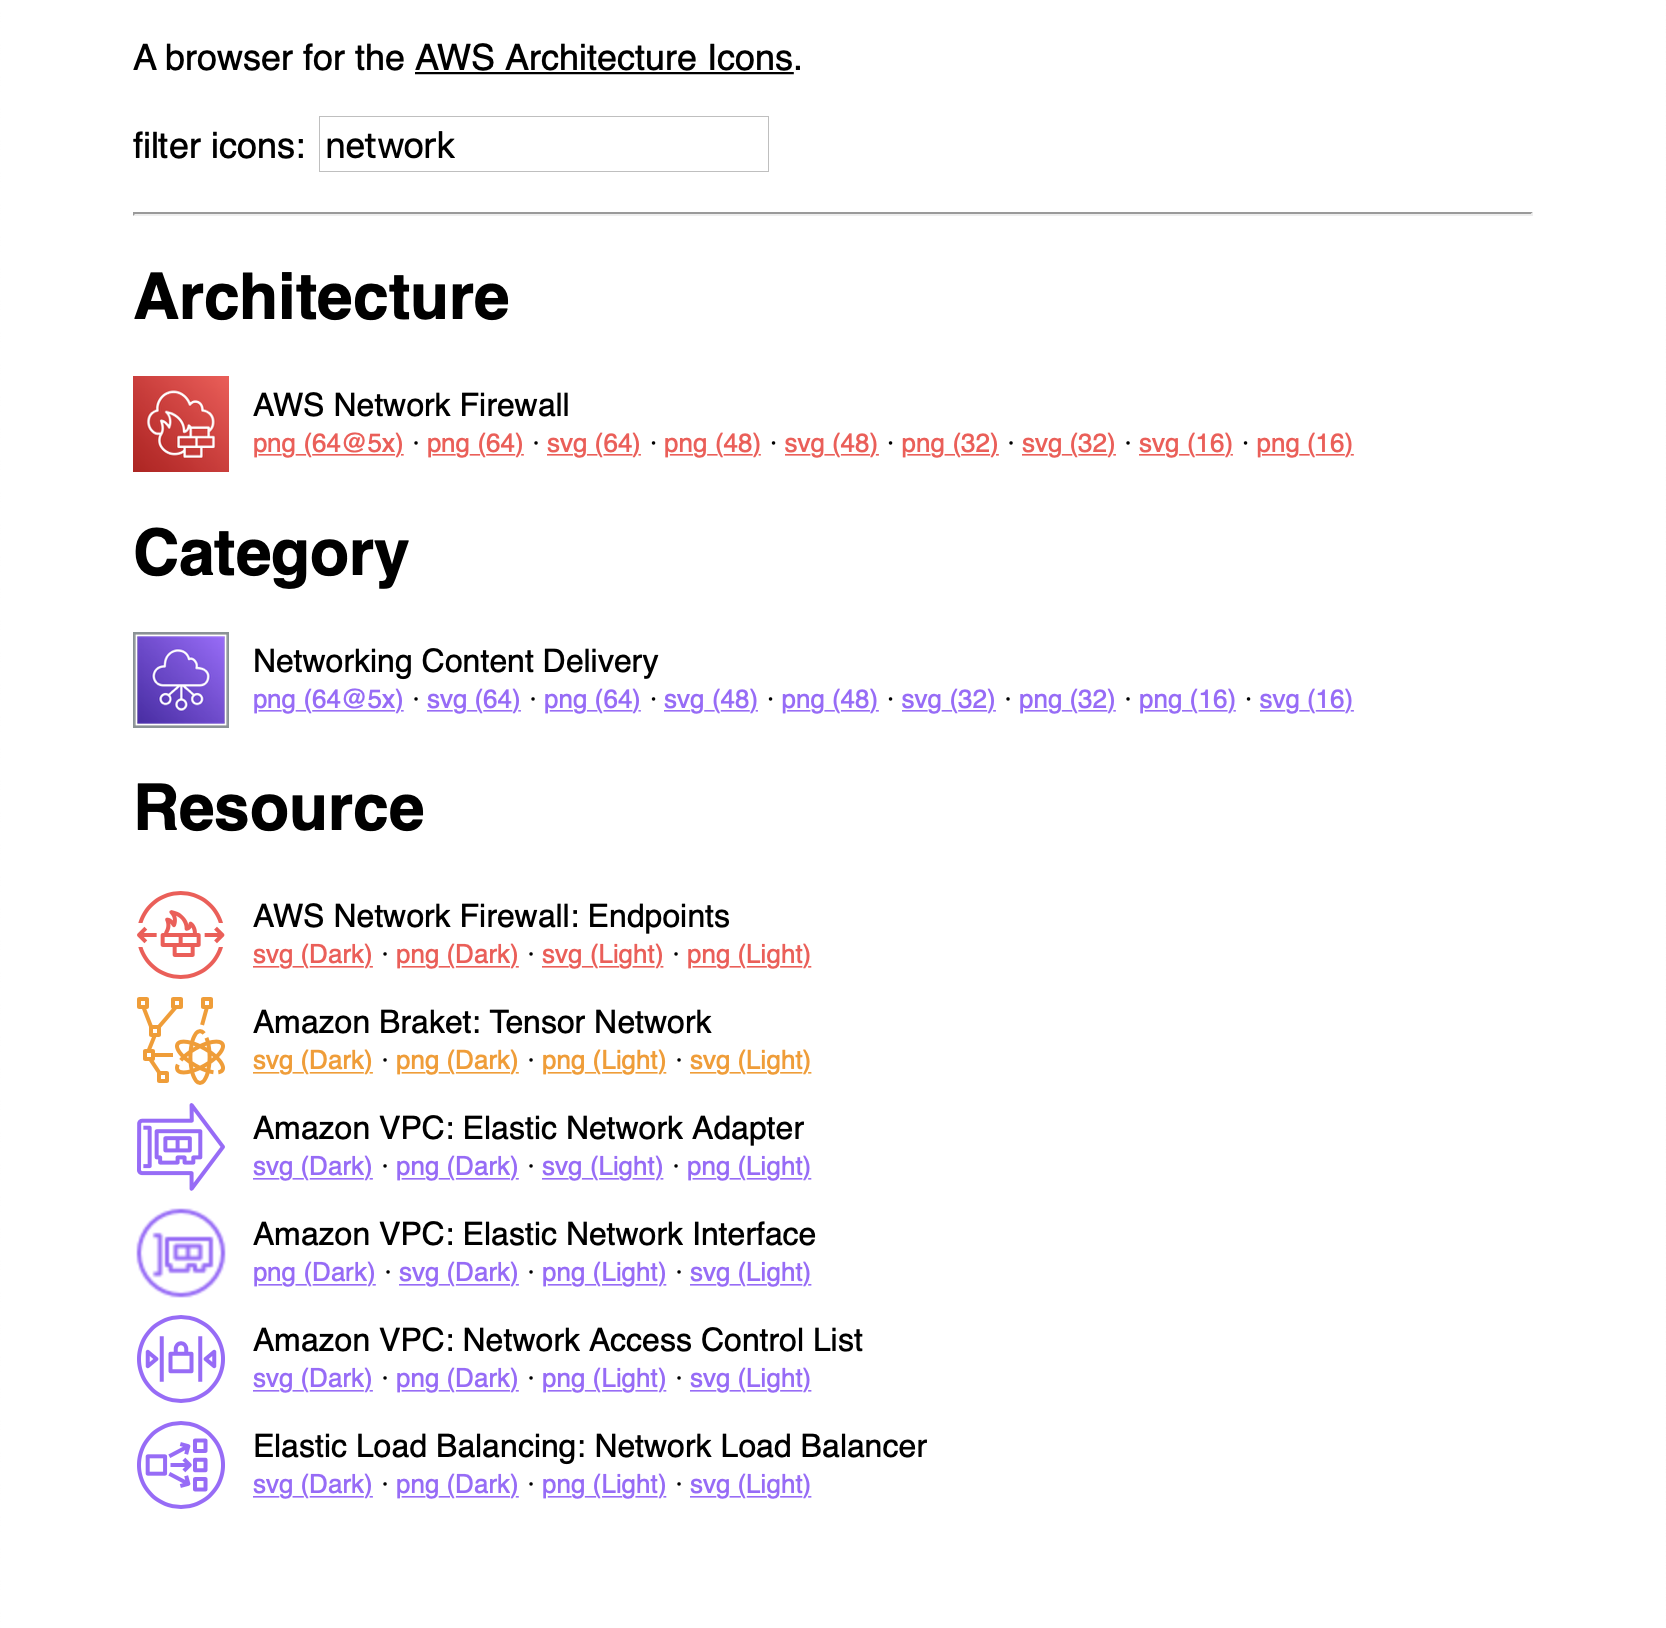 A browser for the AWS Architecture Icons.
filter icons: network
Architecture
AWS Network Firewall
png (64@5x) · png (64) · svg (64) · png (48) · svg (48) · png (32) · svg (32) · svg (16) · png (16)
Category
Networking Content Delivery
png (64@5x) · svg (64) · png (64) · svg (48) · png (48) · svg (32) · png (32) · png (16) · svg (16)
Resource
AWS Network Firewall: Endpoints
svg (Dark) · png (Dark) · svg (Light) · png (Light)
Amazon Braket: Tensor Network
svg (Dark) · png (Dark) · png (Light) · svg (Light)
Amazon VPC: Elastic Network Adapter
svg (Dark) · png (Dark) · svg (Light) · png (Light)
Amazon VPC: Elastic Network Interface
png (Dark) · svg (Dark) · png (Light) · svg (Light)
Amazon VPC: Network Access Control List
svg (Dark) · png (Dark) · png (Light) · svg (Light)
Elastic Load Balancing: Network Load Balancer
svg (Dark) · png (Dark) · png (Light) · svg (Light)